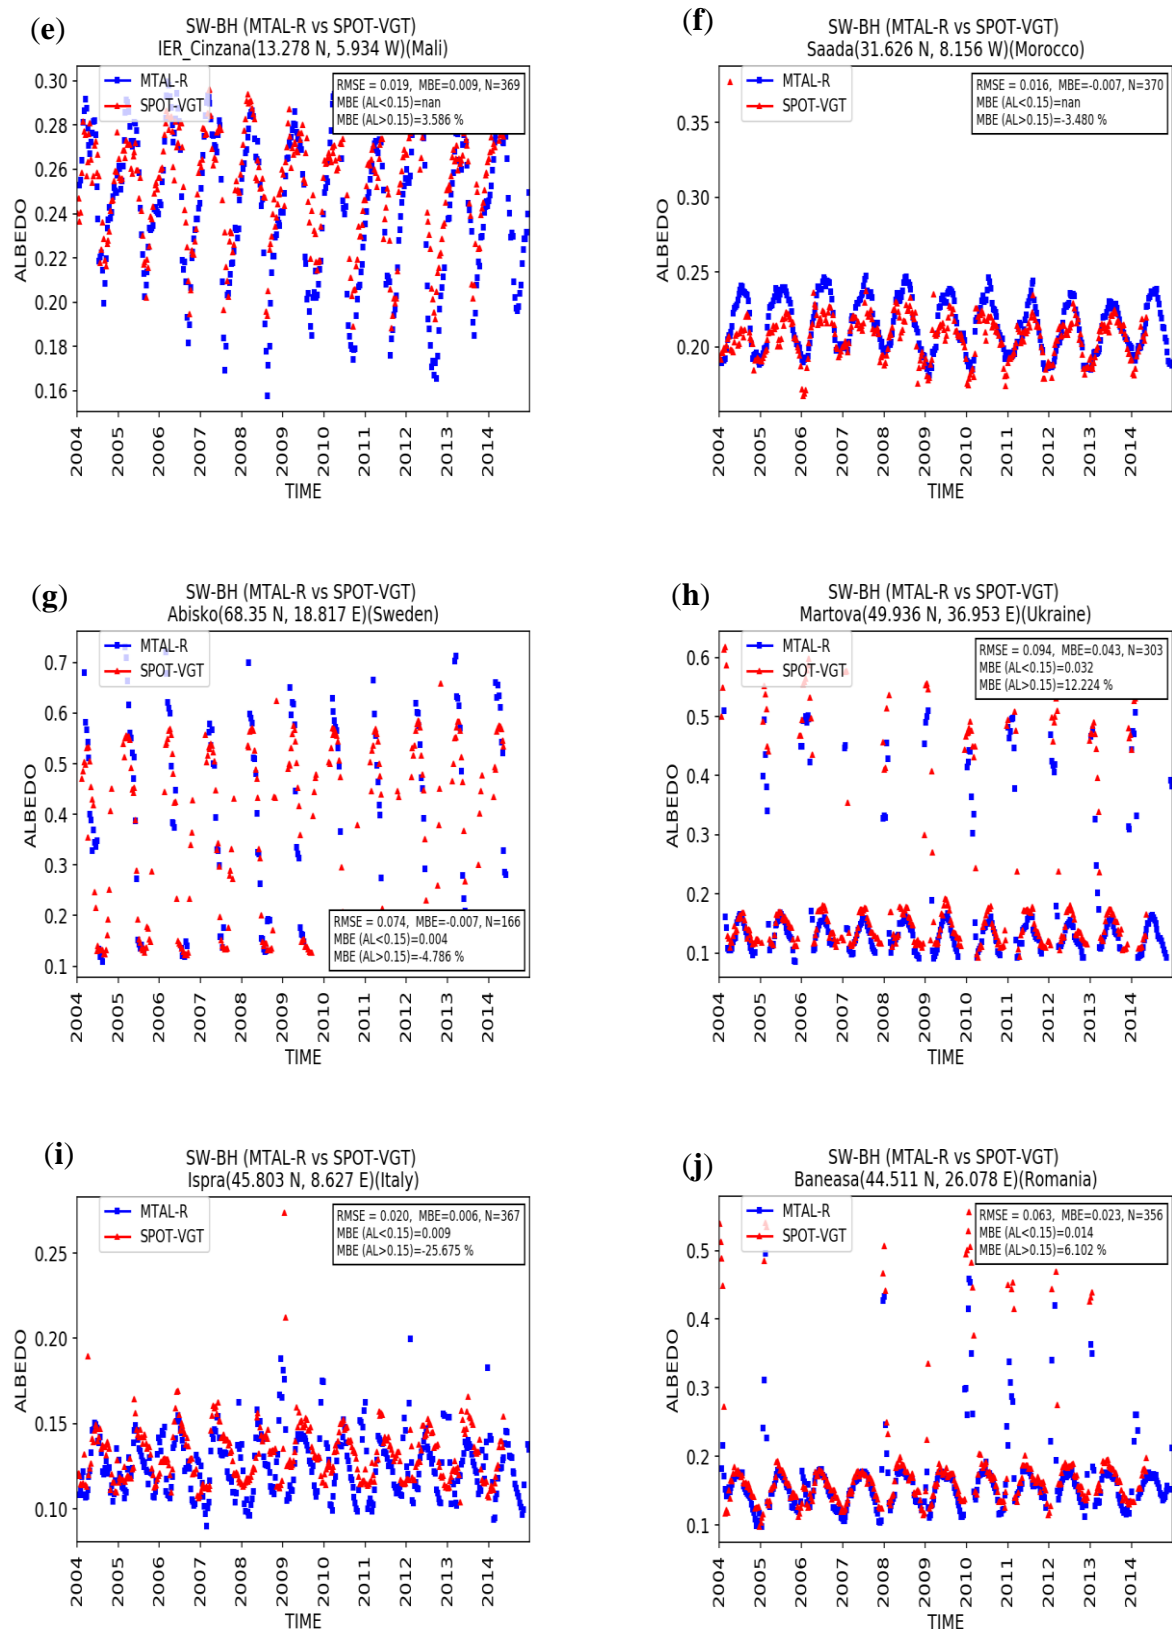 (e)
SW-BH (MTAL-R vs SPOT-VGT)
IER_Cinzana(13.278 N, 5.934 W)(Mali)
MTAL-R
SPOT-VGT
RMSE = 0.019, MBE=0.009, N=369
MBE (AL<0.15)=nan
MBE (AL>0.15)=3.586 %
ALBEDO
0.30
0.28
0.26
0.24
0.22
0.20
0.18
0.16
2004 2005 2006 2007 2008 2009 2010 2011 2012 2013 2014
TIME
(f)
SW-BH (MTAL-R vs SPOT-VGT)
Saada(31.626 N, 8.156 W)(Morocco)
MTAL-R
SPOT-VGT
RMSE = 0.016, MBE=-0.007, N=370
MBE (AL<0.15)=nan
MBE (AL>0.15)=-3.480 %
ALBEDO
0.35
0.30
0.25
0.20
2004 2005 2006 2007 2008 2009 2010 2011 2012 2013 2014
TIME
(g)
SW-BH (MTAL-R vs SPOT-VGT)
Abisko(68.35 N, 18.817 E)(Sweden)
MTAL-R
SPOT-VGT
RMSE = 0.074, MBE=-0.007, N=166
MBE (AL<0.15)=0.004
MBE (AL>0.15)=-4.786 %
ALBEDO
0.7
0.6
0.5
0.4
0.3
0.2
0.1
2004 2005 2006 2007 2008 2009 2010 2011 2012 2013 2014
TIME
(h)
SW-BH (MTAL-R vs SPOT-VGT)
Martova(49.936 N, 36.953 E)(Ukraine)
MTAL-R
SPOT-VGT
RMSE = 0.094, MBE=0.043, N=303
MBE (AL<0.15)=0.032
MBE (AL>0.15)=12.224 %
ALBEDO
0.6
0.5
0.4
0.3
0.2
0.1
2004 2005 2006 2007 2008 2009 2010 2011 2012 2013 2014
TIME
(i)
SW-BH (MTAL-R vs SPOT-VGT)
Ispra(45.803 N, 8.627 E)(Italy)
MTAL-R
SPOT-VGT
RMSE = 0.020, MBE=0.006, N=367
MBE (AL<0.15)=0.009
MBE (AL>0.15)=-25.675 %
ALBEDO
0.25
0.20
0.15
0.10
2004 2005 2006 2007 2008 2009 2010 2011 2012 2013 2014
TIME
(j)
SW-BH (MTAL-R vs SPOT-VGT)
Baneasa(44.511 N, 26.078 E)(Romania)
MTAL-R
SPOT-VGT
RMSE = 0.063, MBE=0.023, N=356
MBE (AL<0.15)=0.014
MBE (AL>0.15)=6.102 %
ALBEDO
0.5
0.4
0.3
0.2
0.1
2004 2005 2006 2007 2008 2009 2010 2011 2012 2013 2014
TIME